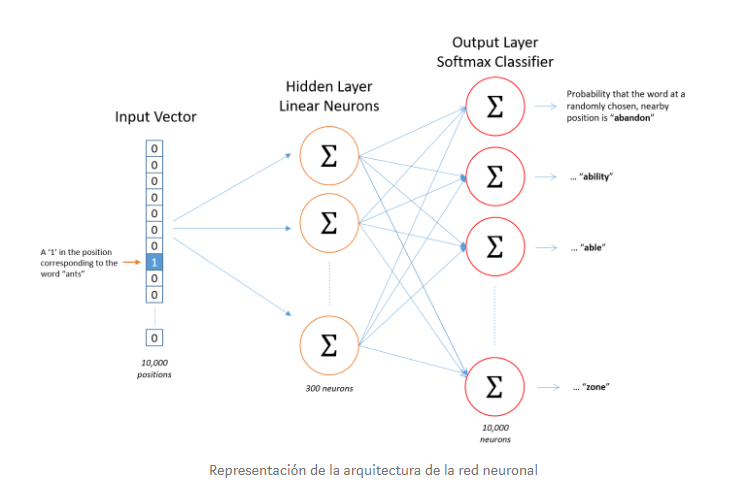 Output Layer
Softmax Classifier
Hidden Layer
Linear Neurons
Input Vector
0
0
0
0
0
0
0
1
0
0
0
A '1' in the position
corresponding to the
word "ants"
10,000
positions
Σ
Σ
Σ
300 neurons
Σ
Σ
Σ
Σ
10,000
neurons
Probability that the word at a
randomly chosen, nearby
position is "abandon"
... "ability"
... "able"
... "zone"
Representación de la arquitectura de la red neuronal